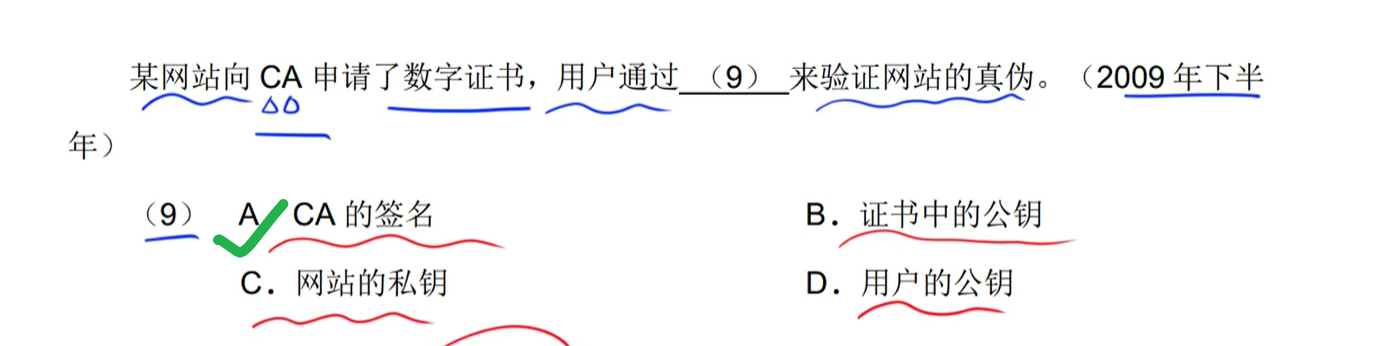 某网站向 CA 申请了数字证书，用户通过 （9） 来验证网站的真伪。（2009 年下半
年）
（9） A CA 的签名 B．证书中的公钥
C．网站的私钥 D．用户的公钥